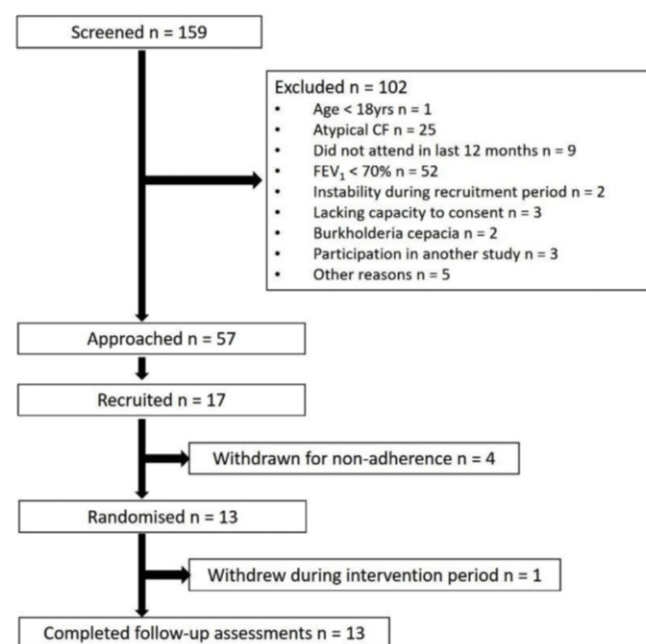 Screened n = 159
Excluded n = 102
• Age < 18yrs n = 1
• Atypical CF n = 25
• Did not attend in last 12 months n = 9
• FEV₁ < 70% n = 52
• Instability during recruitment period n = 2
• Lacking capacity to consent n = 3
• Burkholderia cepacia n = 2
• Participation in another study n = 3
• Other reasons n = 5
Approached n = 57
Recruited n = 17
Withdrawn for non-adherence n = 4
Randomised n = 13
Withdrew during intervention period n = 1
Completed follow-up assessments n = 13